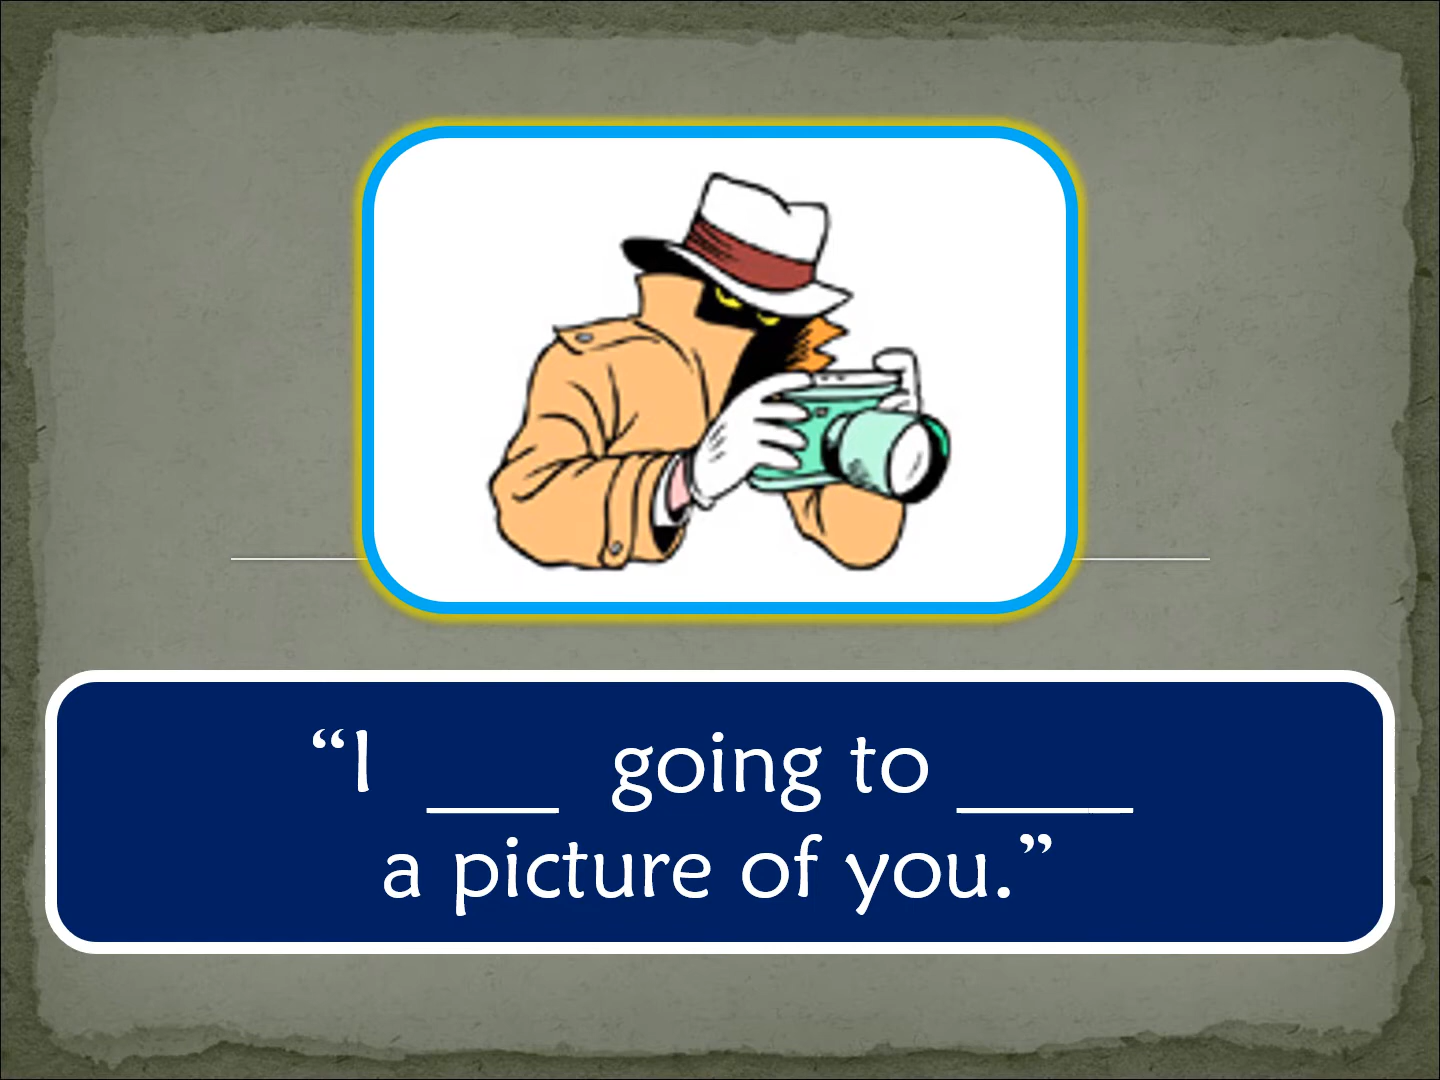 “I ___ going to ____
a picture of you.”